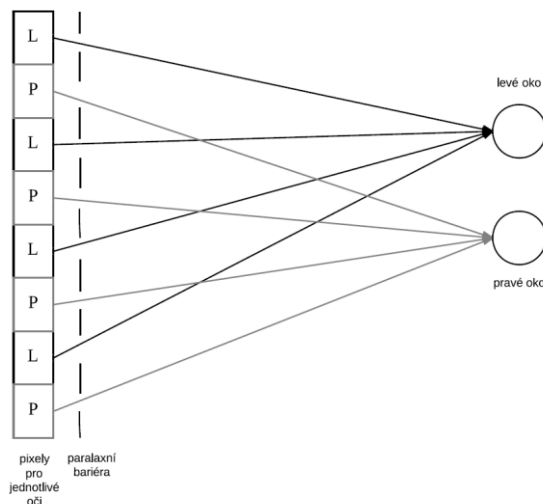 L
P
L
P
L
P
L
P
levé oko
pravé oko
pixely
pro
jednotlivé
oči
paralaxní
bariéra